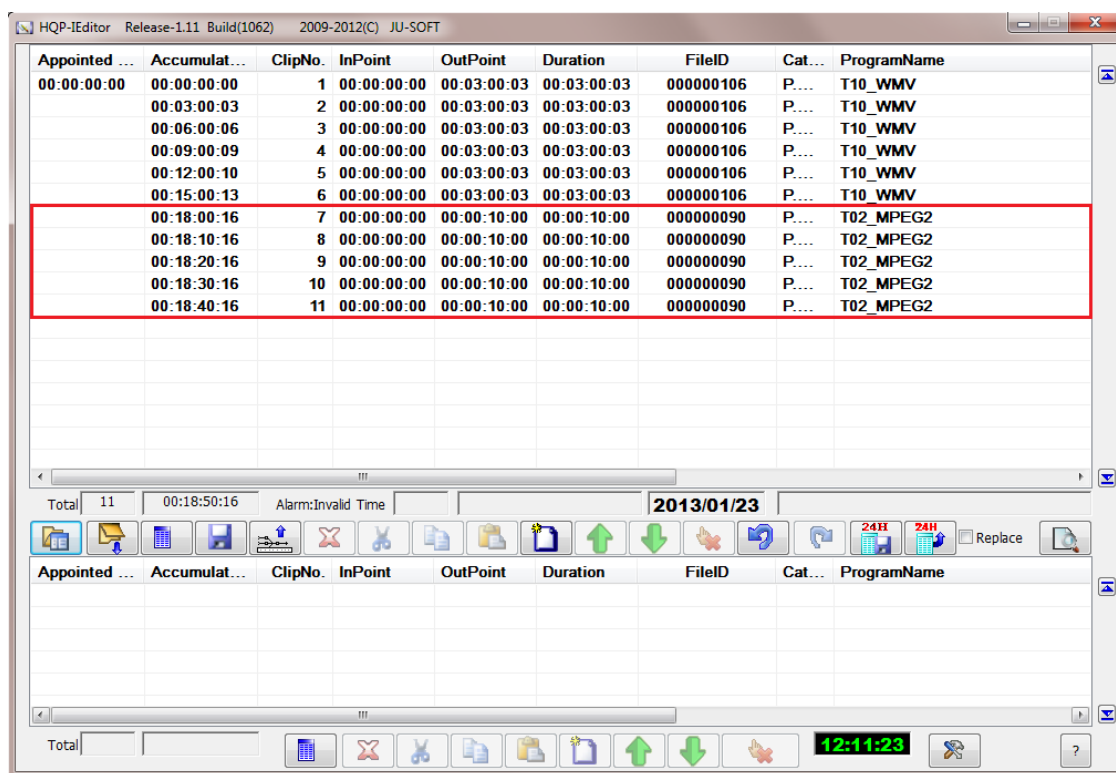 HQP-IEditor Release-1.11 Build(1062) 2009-2012(C) JU-SOFT
Appointed ... Accumulat... ClipNo. InPoint OutPoint Duration FileID Cat... ProgramName
00:00:00:00 00:00:00:00 1 00:00:00:00 00:03:00:03 00:03:00:03 000000106 P.... T10_WMV
00:03:00:03 2 00:00:00:00 00:03:00:03 00:03:00:03 000000106 P.... T10_WMV
00:06:00:06 3 00:00:00:00 00:03:00:03 00:03:00:03 000000106 P.... T10_WMV
00:09:00:09 4 00:00:00:00 00:03:00:03 00:03:00:03 000000106 P.... T10_WMV
00:12:00:10 5 00:00:00:00 00:03:00:03 00:03:00:03 000000106 P.... T10_WMV
00:15:00:13 6 00:00:00:00 00:03:00:03 00:03:00:03 000000106 P.... T10_WMV
00:18:00:16 7 00:00:00:00 00:00:10:00 00:00:10:00 000000090 P.... T02_MPEG2
00:18:10:16 8 00:00:00:00 00:00:10:00 00:00:10:00 000000090 P.... T02_MPEG2
00:18:20:16 9 00:00:00:00 00:00:10:00 00:00:10:00 000000090 P.... T02_MPEG2
00:18:30:16 10 00:00:00:00 00:00:10:00 00:00:10:00 000000090 P.... T02_MPEG2
00:18:40:16 11 00:00:00:00 00:00:10:00 00:00:10:00 000000090 P.... T02_MPEG2
Total 11 00:18:50:16 Alarm:Invalid Time 2013/01/23
24H 24H Replace
Appointed ... Accumulat... ClipNo. InPoint OutPoint Duration FileID Cat... ProgramName
Total 12:11:23 ?